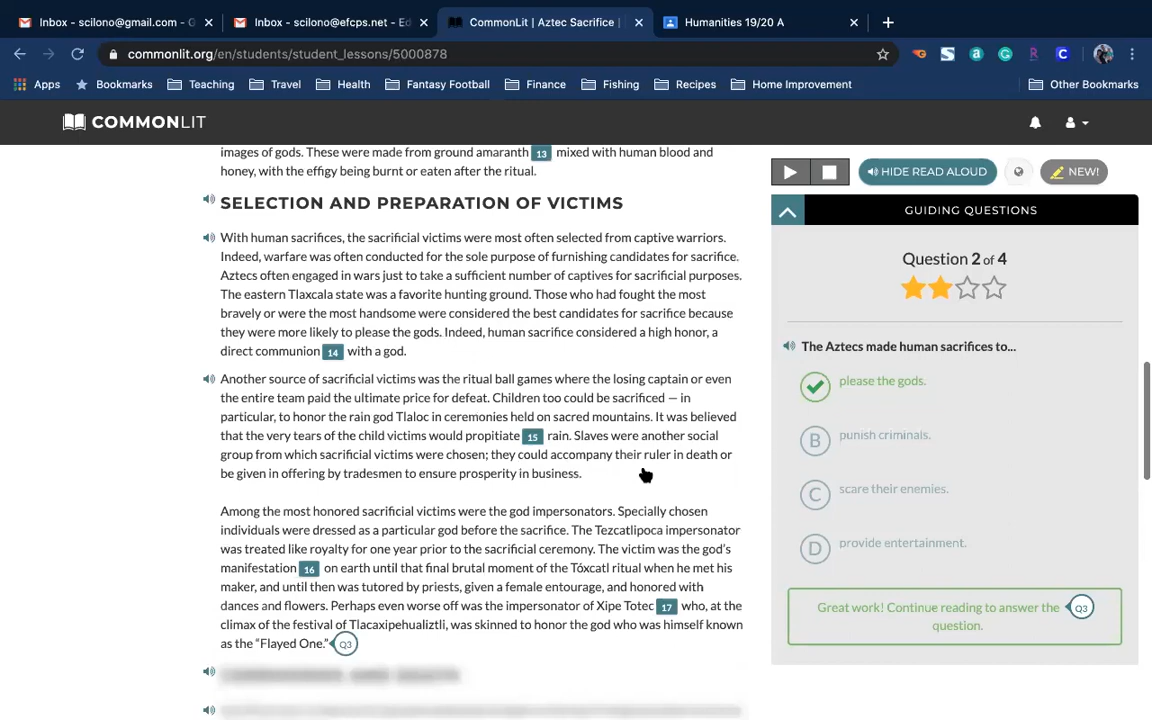 Inbox - scilono@gmail.com - G
Inbox - scilono@efcps.net - Ed
CommonLit | Aztec Sacrifice |
Humanities 19/20 A
commonlit.org/en/students/student_lessons/5000878
Apps
Bookmarks
Teaching
Travel
Health
Fantasy Football
Finance
Fishing
Recipes
Home Improvement
Other Bookmarks
COMMONLIT
images of gods. These were made from ground amaranth 13 mixed with human blood and
honey, with the effigy being burnt or eaten after the ritual.
SELECTION AND PREPARATION OF VICTIMS
With human sacrifices, the sacrificial victims were most often selected from captive warriors.
Indeed, warfare was often conducted for the sole purpose of furnishing candidates for sacrifice.
Aztecs often engaged in wars just to take a sufficient number of captives for sacrificial purposes.
The eastern Tlaxcala state was a favorite hunting ground. Those who had fought the most
bravely or were the most handsome were considered the best candidates for sacrifice because
they were more likely to please the gods. Indeed, human sacrifice considered a high honor, a
direct communion 14 with a god.
Another source of sacrificial victims was the ritual ball games where the losing captain or even
the entire team paid the ultimate price for defeat. Children too could be sacrificed — in
particular, to honor the rain god Tlaloc in ceremonies held on sacred mountains. It was believed
that the very tears of the child victims would propitiate 15 rain. Slaves were another social
group from which sacrificial victims were chosen; they could accompany their ruler in death or
be given in offering by tradesmen to ensure prosperity in business.
Among the most honored sacrificial victims were the god impersonators. Specially chosen
individuals were dressed as a particular god before the sacrifice. The Tezcatlipoca impersonator
was treated like royalty for one year prior to the sacrificial ceremony. The victim was the god's
manifestation 16 on earth until that final brutal moment of the Tóxcatl ritual when he met his
maker, and until then was tutored by priests, given a female entourage, and honored with
dances and flowers. Perhaps even worse off was the impersonator of Xipe Totec 17 who, at the
climax of the festival of Tlacaxipehualiztli, was skinned to honor the god who was himself known
as the “Flayed One.” Q3
HIDE READ ALOUD
NEW!
GUIDING QUESTIONS
Question 2 of 4
The Aztecs made human sacrifices to...
please the gods.
B punish criminals.
C scare their enemies.
D provide entertainment.
Great work! Continue reading to answer the Q3
question.